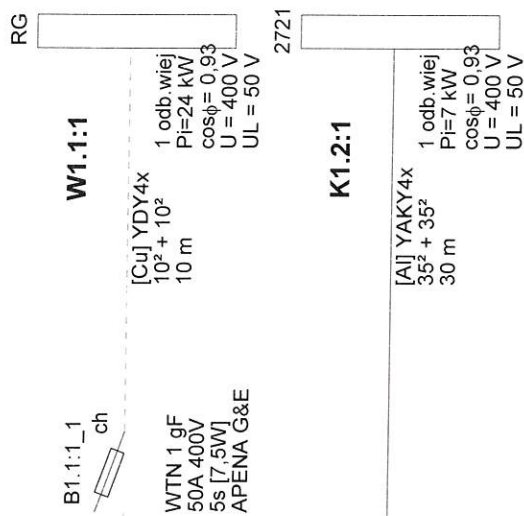 RG
1 odb.wiej
Pi=24 kW
cosϕ= 0,93
U = 400 V
UL = 50 V
W1.1:1
[Cu] YDY4x
10² + 10²
10 m
B1.1:1_1
ch
WTN 1 gF
50A 400V
5s [7,5W]
APENA G&E
2721
1 odb.wiej
Pi=7 kW
cosϕ= 0,93
U = 400 V
UL = 50 V
K1.2:1
[Al] YAKY4x
35² + 35²
30 m